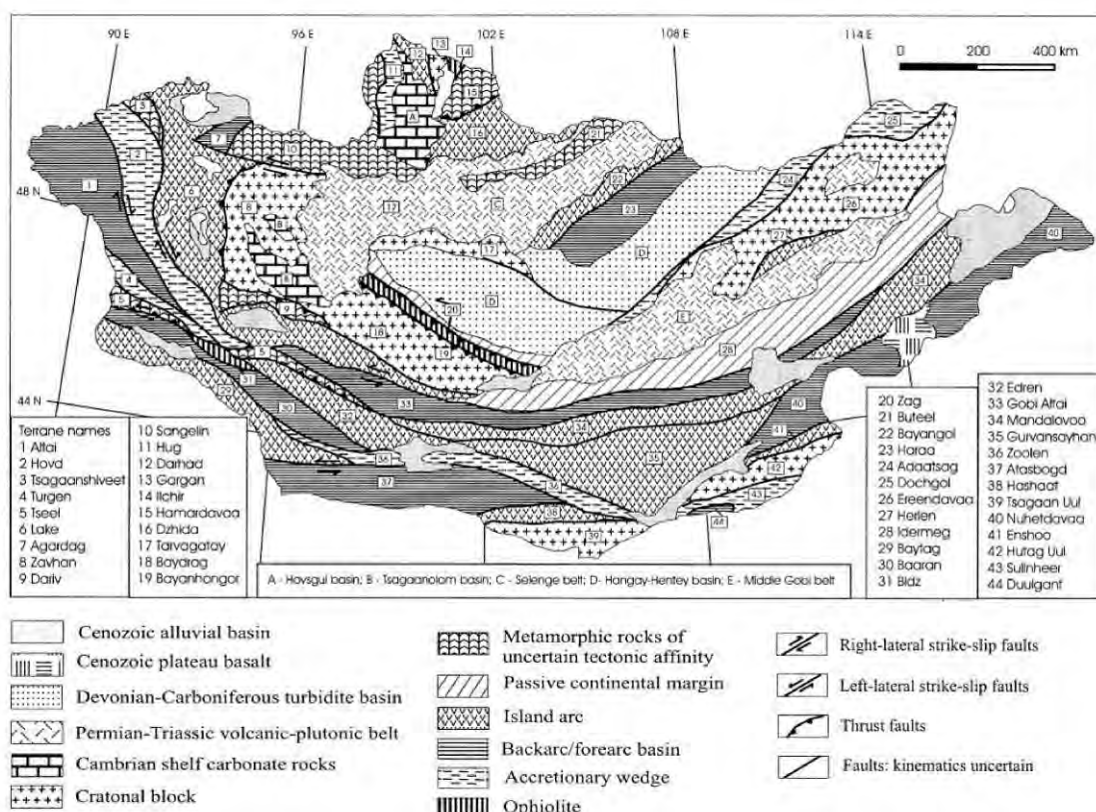 90 E 96 E 102 E 108 E 114 E
0 200 400 km
48 N
44 N
Terrane names
1 Altai
2 Hovd
3 Tsagaanshiveet
4 Turgen
5 Tseel
6 Lake
7 Agardag
8 Zavhan
9 Dariv
10 Sangelin
11 Hug
12 Darhad
13 Gargan
14 Ilchir
15 Hamardavaa
16 Dzhida
17 Tarvagatay
18 Baydrag
19 Bayanhongor
A - Hovsgul basin; B - Tsagaanolom basin; C - Selenge belt; D- Hangay-Hentey basin; E - Middle Gobi belt
20 Zag
21 Buteel
22 Bayangol
23 Haraa
24 Adaatsag
25 Dochgol
26 Ereendavaa
27 Herlen
28 Idermeg
29 Baytag
30 Baaran
31 Bidz
32 Edren
33 Gobi Altai
34 Mandalovoo
35 Gurvansayhan
36 Zoolen
37 Atasbogd
38 Hashaat
39 Tsagaan Uul
40 Nuhetdavaa
41 Enshoo
42 Hutag Uul
43 Sulinheer
44 Duulgant
Cenozoic alluvial basin
Cenozoic plateau basalt
Devonian-Carboniferous turbidite basin
Permian-Triassic volcanic-plutonic belt
Cambrian shelf carbonate rocks
Cratonal block
Metamorphic rocks of
uncertain tectonic affinity
Passive continental margin
Island arc
Backarc/forearc basin
Accretionary wedge
Ophiolite
Right-lateral strike-slip faults
Left-lateral strike-slip faults
Thrust faults
Faults: kinematics uncertain